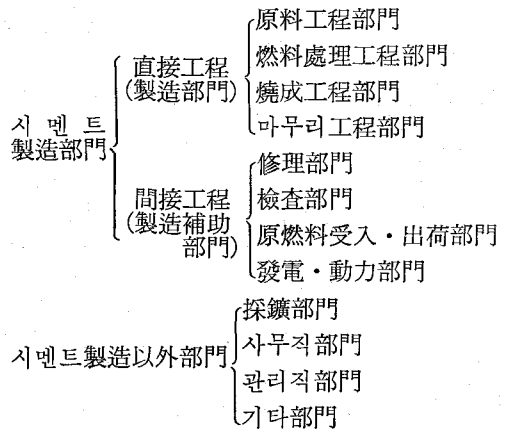 原料工程部門
燃料處理工程部門
燒成工程部門
마무리工程部門
直接工程
(製造部門)
시멘트
製造部門
修理部門
檢査部門
原燃料受入・出荷部門
發電・動力部門
間接工程
(製造補助
部門)
採鑛部門
사무직部門
관리직部門
기타部門
시멘트製造以外部門